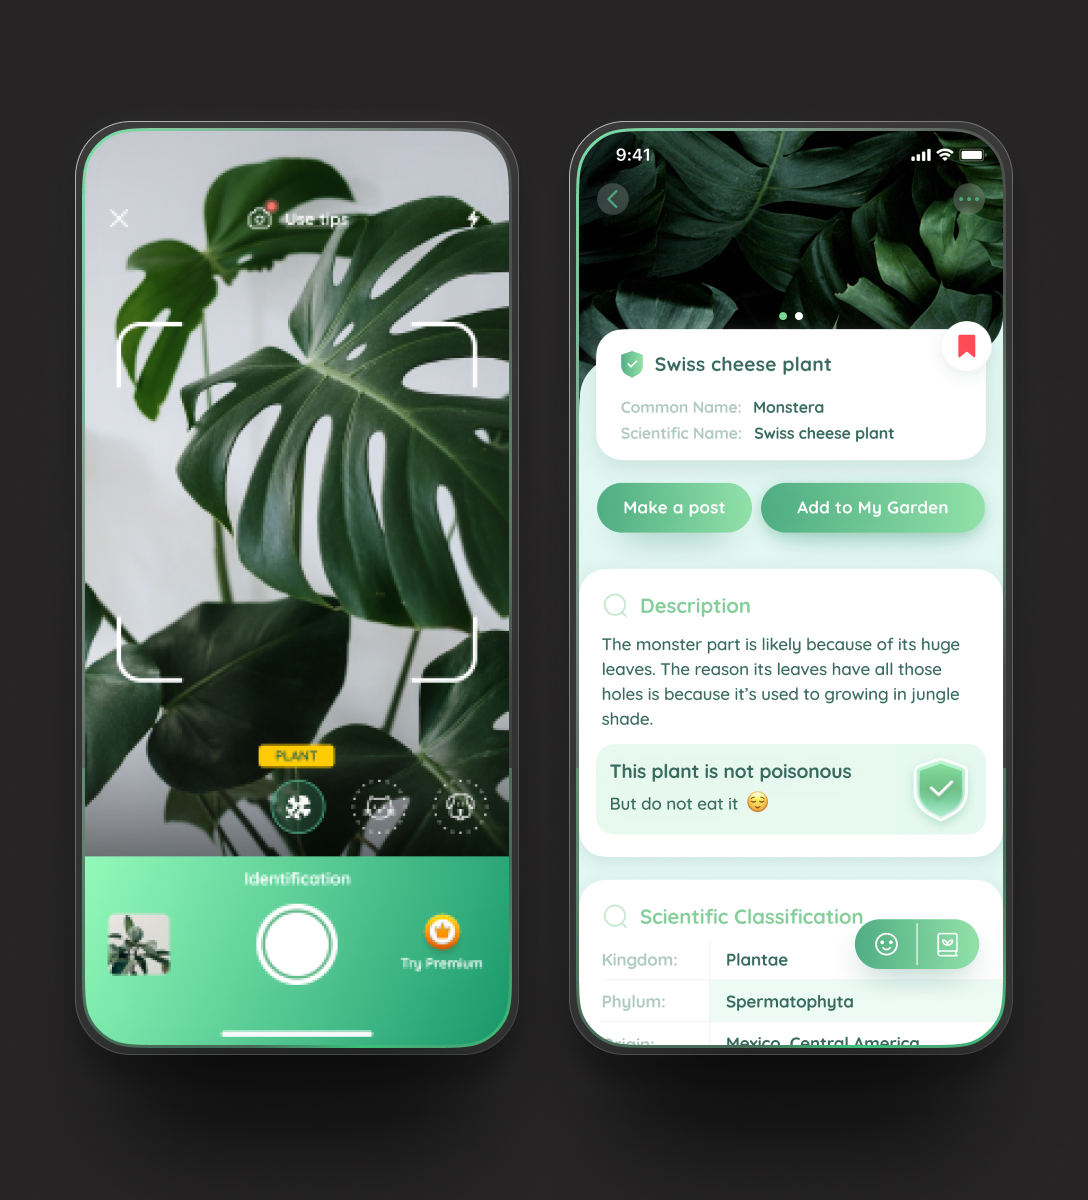 Use tips
PLANT
Identification
Try Premium
9:41
Swiss cheese plant
Common Name: Monstera
Scientific Name: Swiss cheese plant
Make a post
Add to My Garden
Description
The monster part is likely because of its huge
leaves. The reason its leaves have all those
holes is because it’s used to growing in jungle
shade.
This plant is not poisonous
But do not eat it 😌
Scientific Classification
Kingdom: Plantae
Phylum: Spermatophyta
Origin: Mexico, Central America